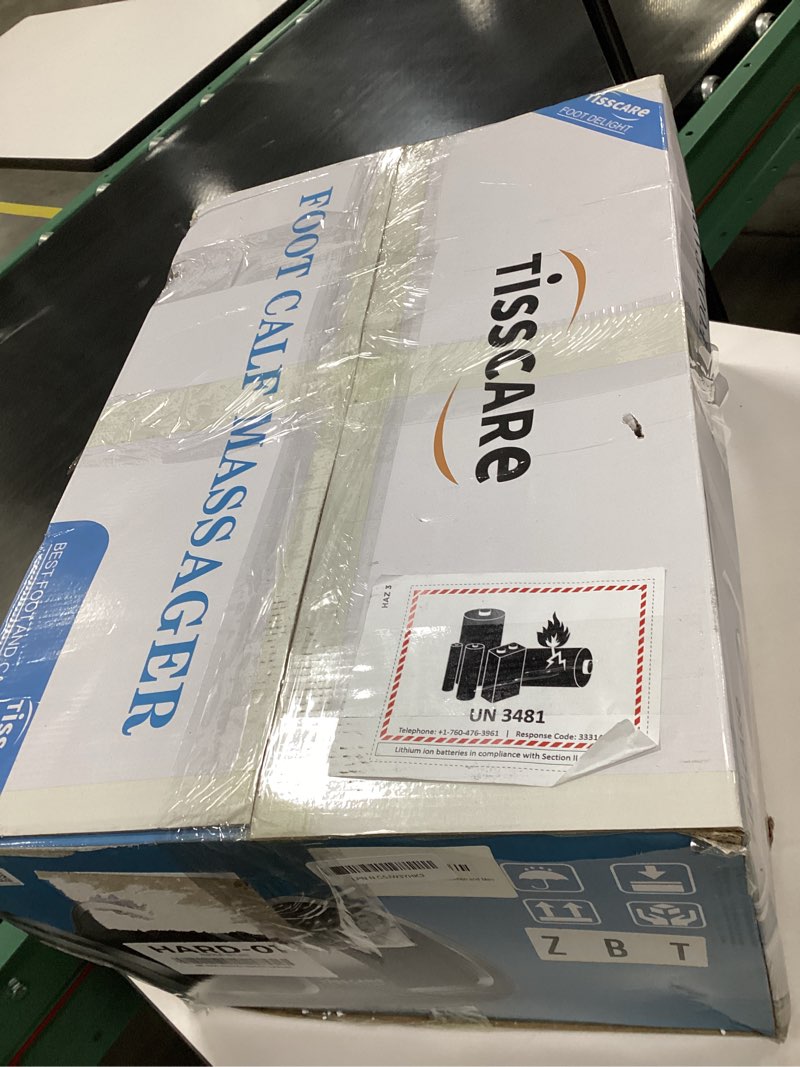 TISSCARE
FOOT DELIGHT
TISSCARE
FOOT CALF MASSAGER
BEST FOOT AND
HAZ 3
UN 3481
Telephone: +1-760-476-3961 | Response Code: 3331
Lithium ion batteries in compliance with Section II
HARD-0
Z B T